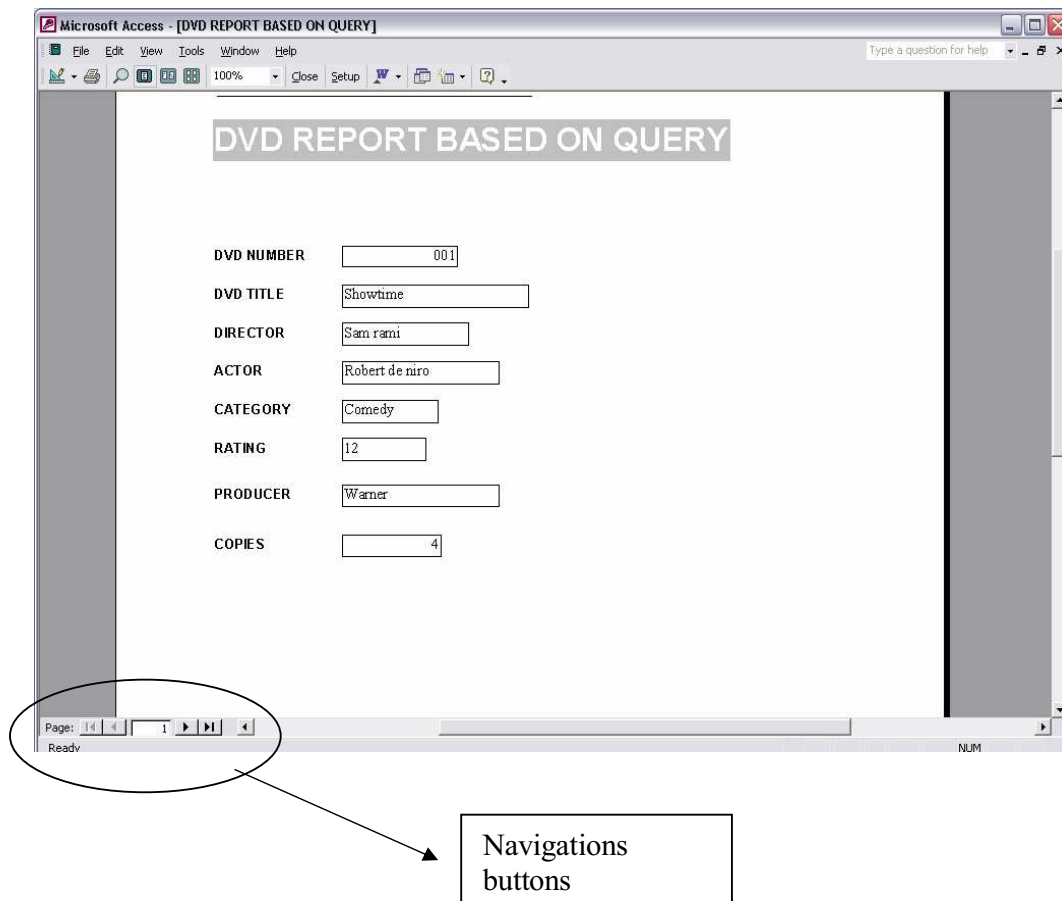 Microsoft Access - [DVD REPORT BASED ON QUERY]
File Edit View Tools Window Help Type a question for help
100% Close Setup
DVD REPORT BASED ON QUERY
DVD NUMBER 001
DVD TITLE Showtime
DIRECTOR Sam rami
ACTOR Robert de niro
CATEGORY Comedy
RATING 12
PRODUCER Warner
COPIES 4
Page: 1
Ready NUM
Navigations
buttons